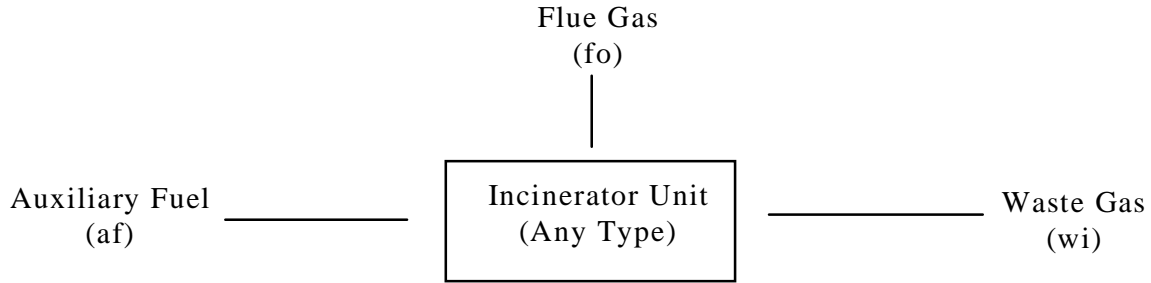 Flue Gas
(fo)
Incinerator Unit
(Any Type)
Auxiliary Fuel
(af)
Waste Gas
(wi)